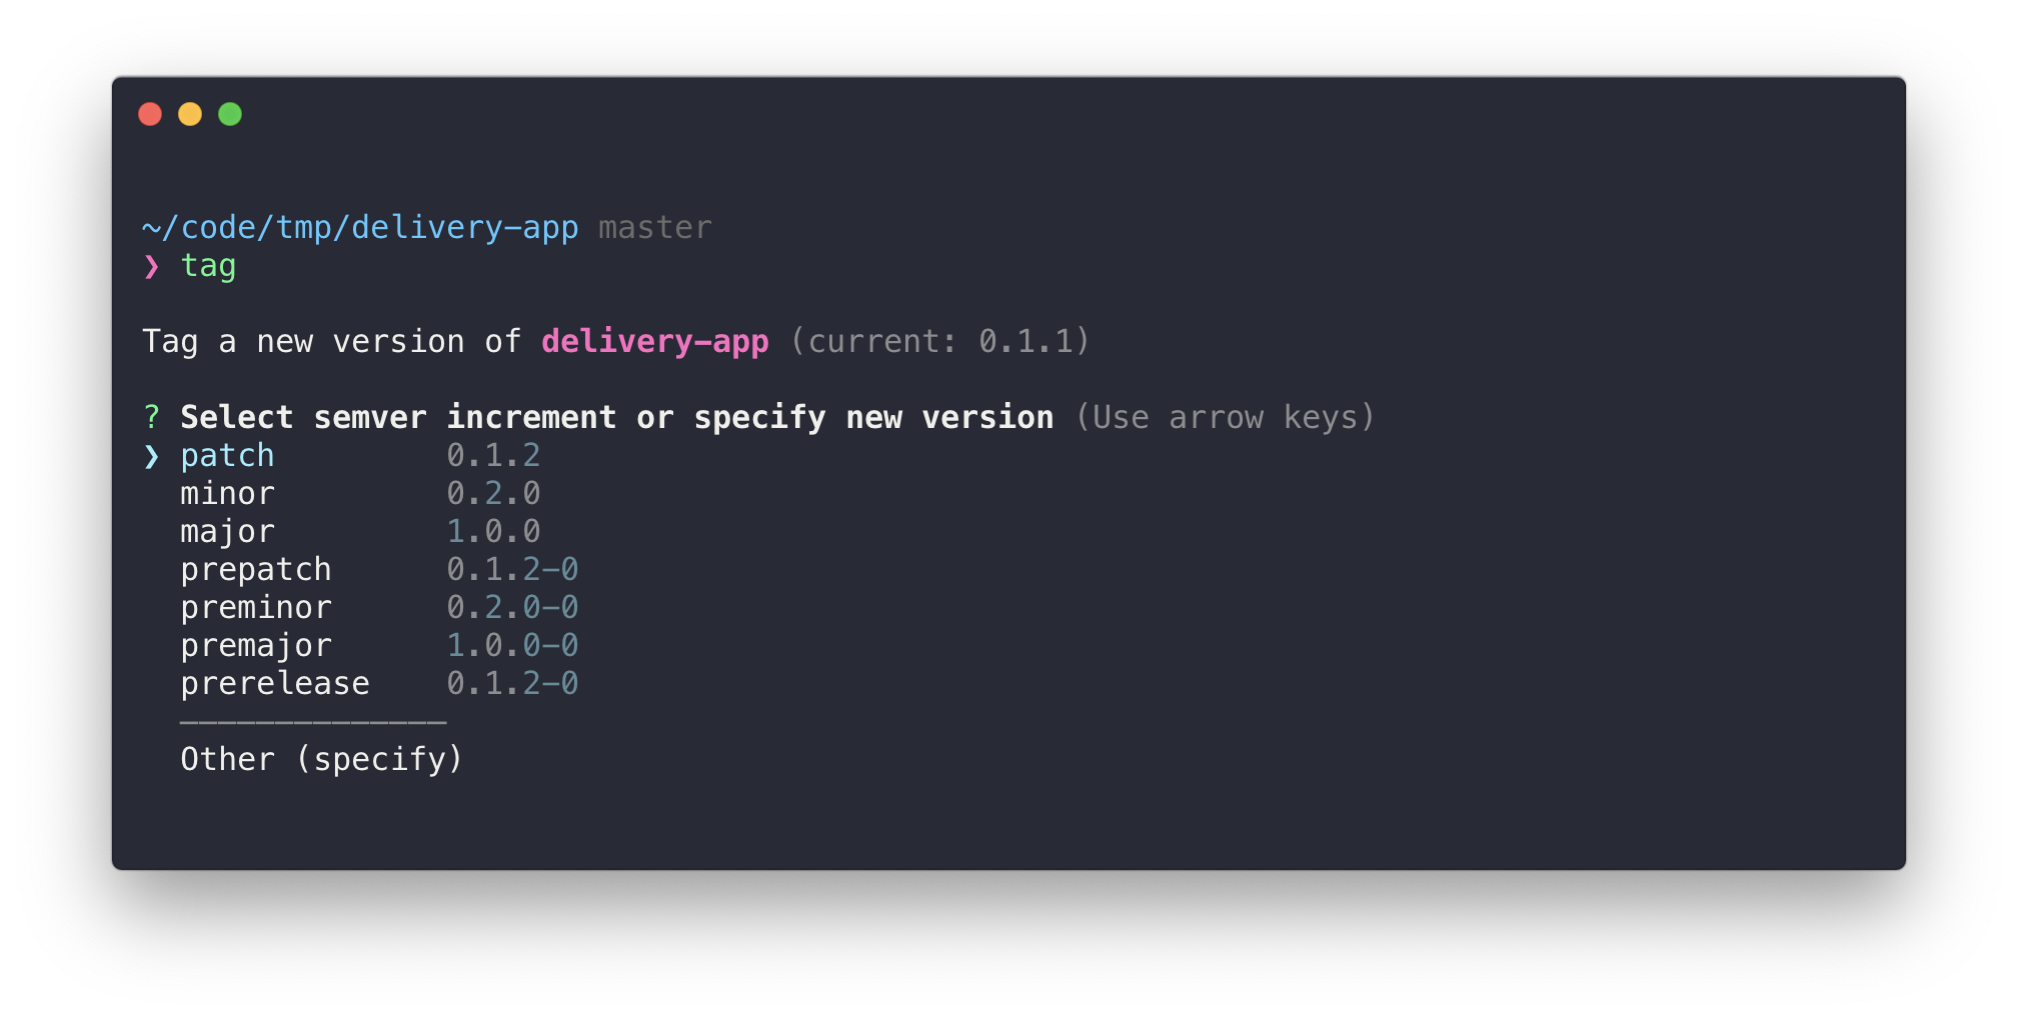 ~/code/tmp/delivery-app master
❯ tag
Tag a new version of delivery-app (current: 0.1.1)
? Select semver increment or specify new version (Use arrow keys)
❯ patch 0.1.2
minor 0.2.0
major 1.0.0
prepatch 0.1.2-0
preminor 0.2.0-0
premajor 1.0.0-0
prerelease 0.1.2-0
──────────────
Other (specify)